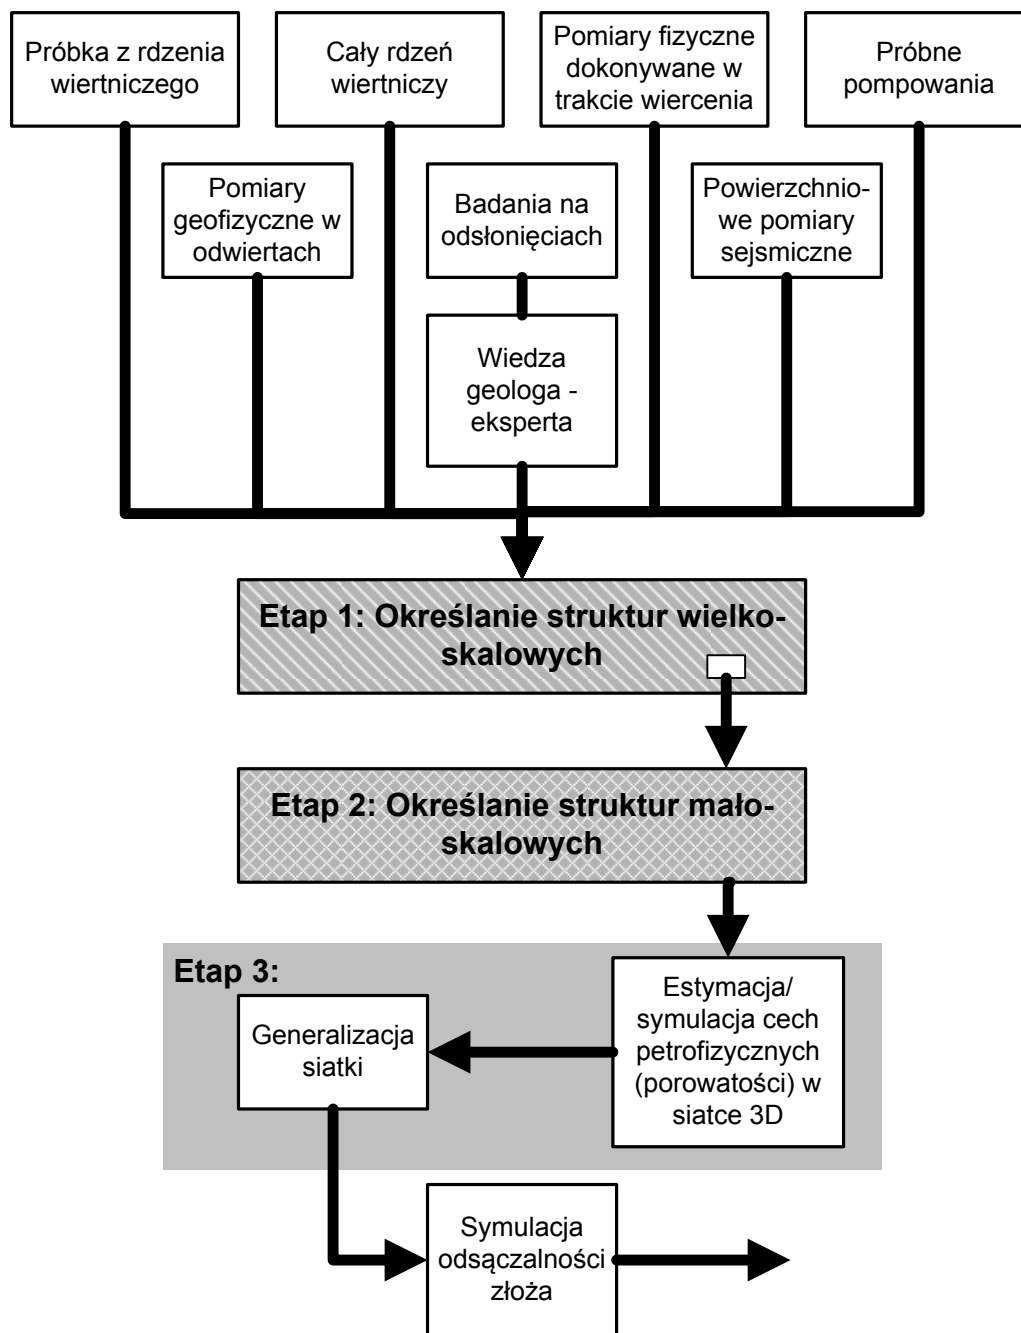 Próbka z rdzenia
wiertniczego
Cały rdzeń
wiertniczy
Pomiary fizyczne
dokonywane w
trakcie wiercenia
Próbne
pompowania
Pomiary
geofizyczne w
odwiertach
Badania na
odsłonięciach
Powierzchnio-
we pomiary
sejsmiczne
Wiedza
geologa -
eksperta
Etap 1: Określanie struktur wielko-
skalowych
Etap 2: Określanie struktur mało-
skalowych
Etap 3:
Estymacja/
symulacja cech
petrofizycznych
(porowatości) w
siatce 3D
Generalizacja
siatki
Symulacja
odsączalności
złoża